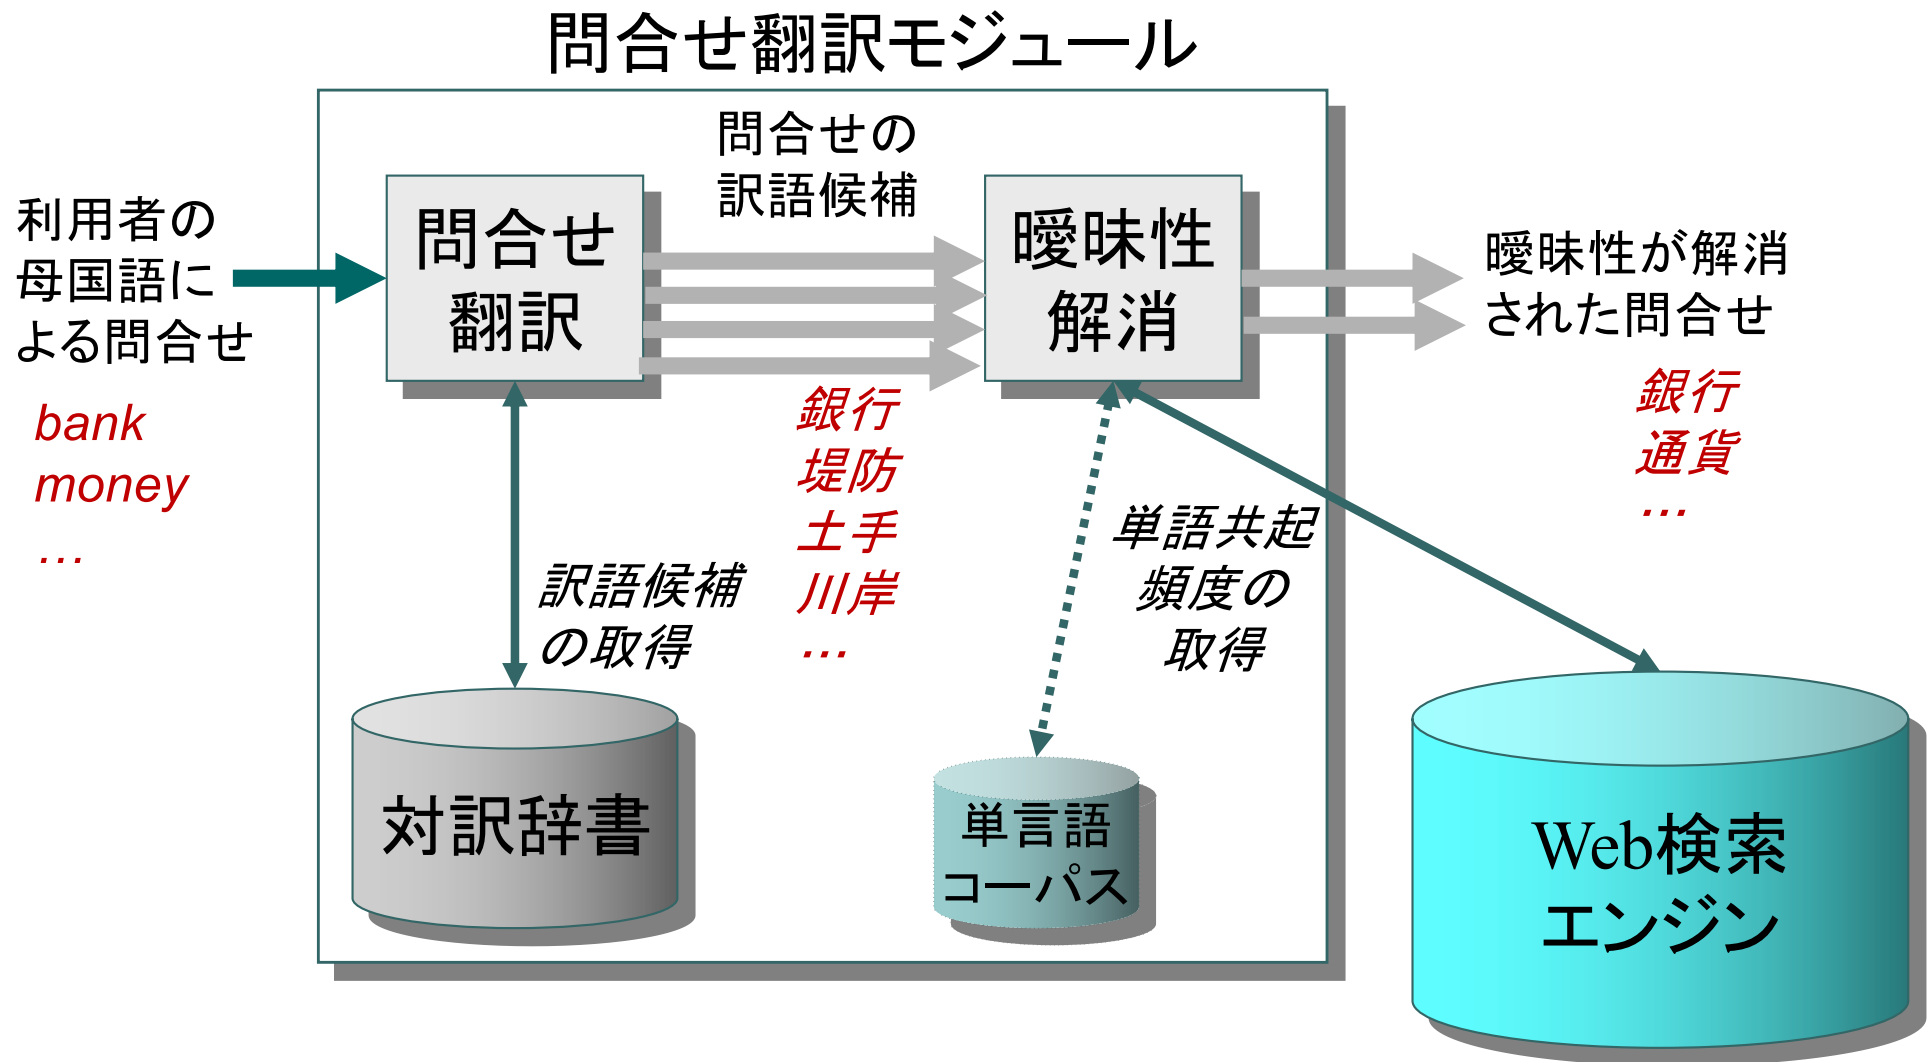 問合せ翻訳モジュール
利用者の
母国語に
よる問合せ
bank
money
…
問合せ
翻訳
問合せの
訳語候補
銀行
堤防
土手
川岸
…
曖昧性
解消
曖昧性が解消
された問合せ
銀行
通貨
…
訳語候補
の取得
単語共起
頻度の
取得
対訳辞書
単言語
コーパス
Web検索
エンジン